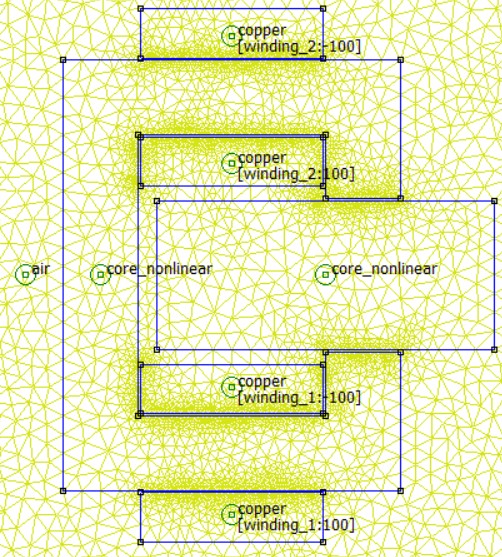 copper
[winding_2:-100]
copper
[winding_2:100]
air
core_nonlinear
core_nonlinear
copper
[winding_1:-100]
copper
[winding_1:100]